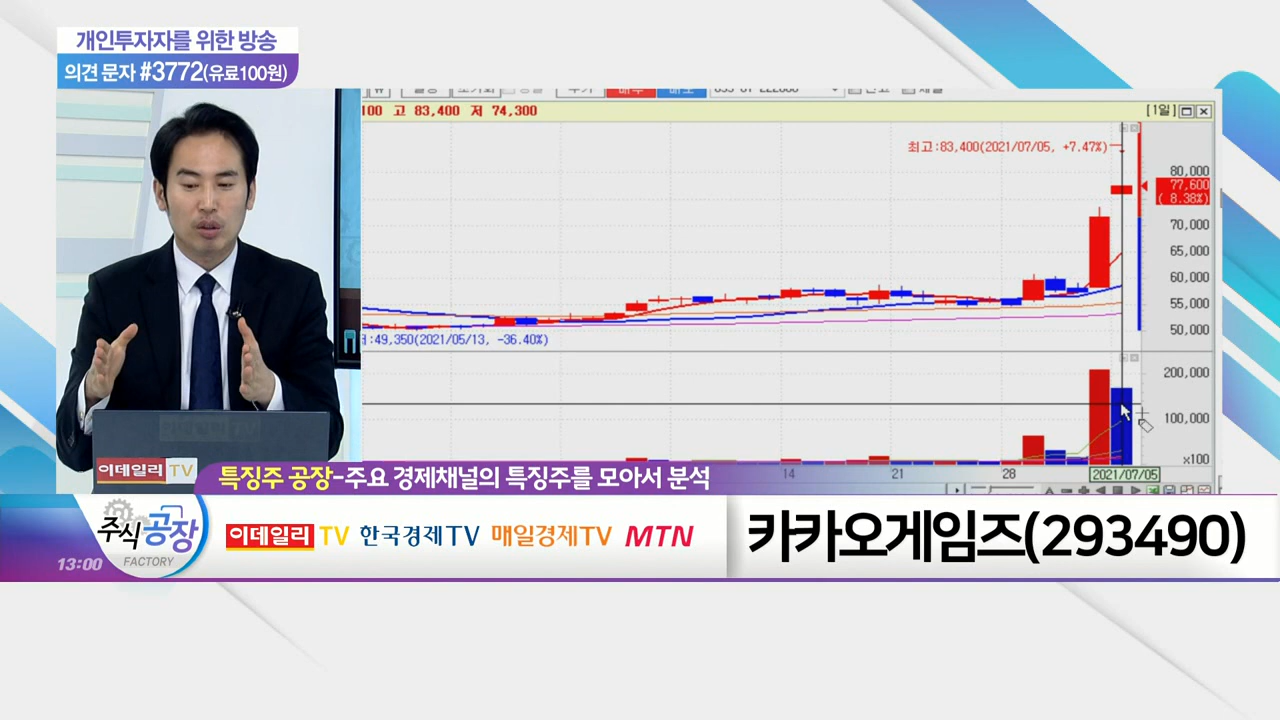 개인투자자를 위한 방송
의견 문자 #3772(유료100원)
100 고 83,400 저 74,300
[1일]
최고:83,400(2021/07/05, +7.47%)
80,000
77,600
( 8.38%)
70,000
65,000
60,000
55,000
50,000
:49,350(2021/05/13, -36.40%)
200,000
100,000
×100
14
21
28
2021/07/05
이데일리 TV
특징주 공장-주요 경제채널의 특징주를 모아서 분석
주식공장
FACTORY
13:00
이데일리 TV 한국경제TV 매일경제TV MTN
카카오게임즈(293490)